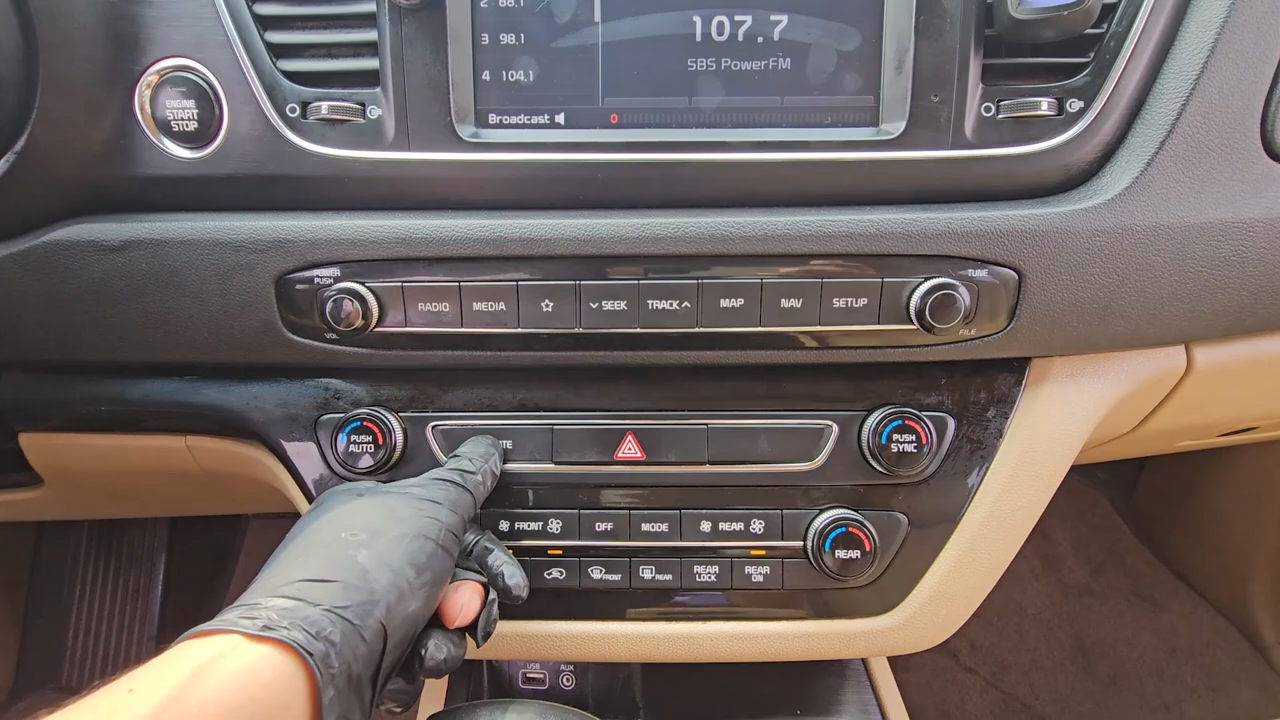 2 88.1
3 98.1
4 104.1
107.7
SBS PowerFM
Broadcast
0
ENGINE
START
STOP
POWER
PUSH
VOL
RADIO
MEDIA
SEEK
TRACK
MAP
NAV
SETUP
TUNE
FILE
PUSH
AUTO
PUSH
SYNC
FRONT
OFF
MODE
REAR
REAR
FRONT
REAR
REAR
LOCK
REAR
ON
USB
AUX